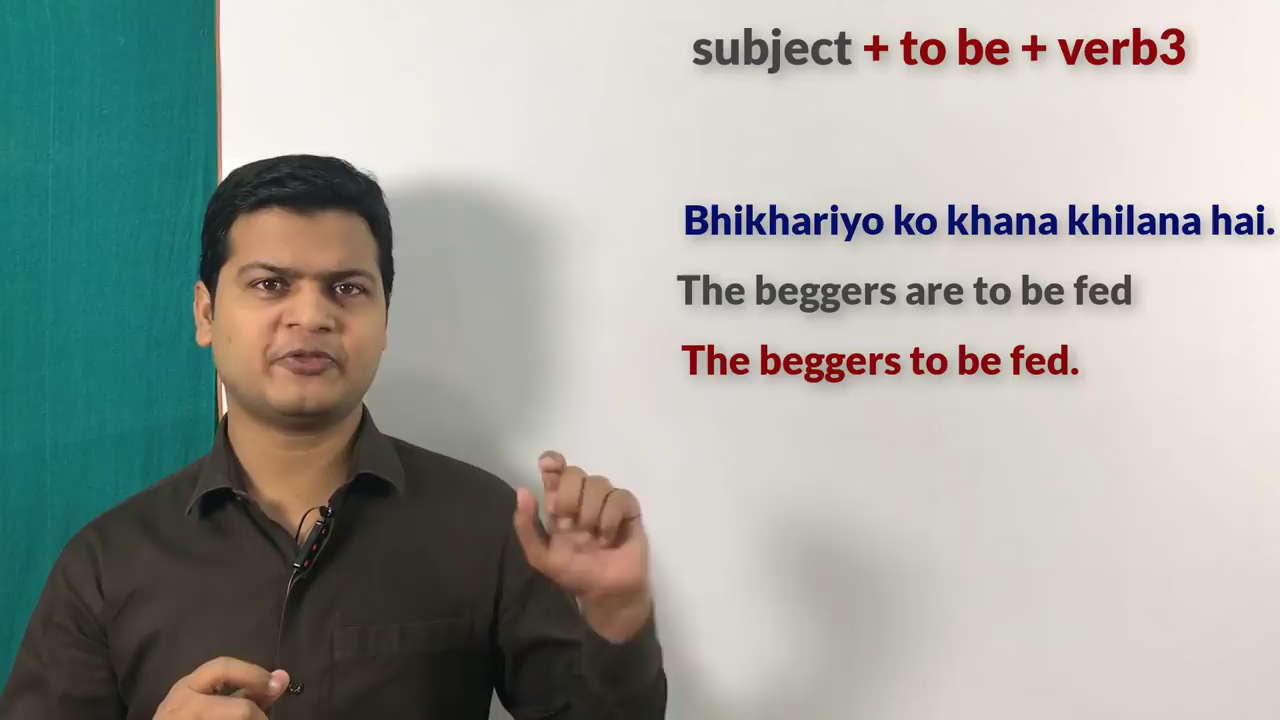 subject + to be + verb3
Bhikhariyo ko khana khilana hai.
The beggers are to be fed
The beggers to be fed.